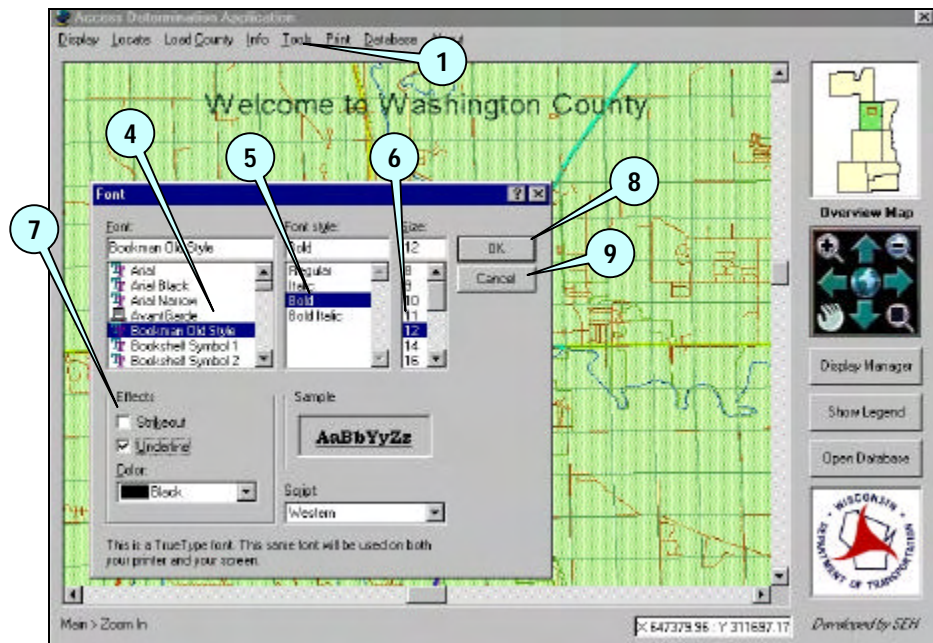 Access Determination Application
Display Locate Load County Info Tools Print Database About
1
Welcome to Washington County
4
5
6
8
7
9
Font
Font:
Font style:
Size:
Bookman Old Style
Bold
12
OK
Cancel
Arial
Arial Black
Arial Narrow
AvantGarde
Bookman Old Style
Bookshelf Symbol 1
Bookshelf Symbol 2
Regular
Italic
Bold
Bold Italic
8
9
10
11
12
14
16
Effects
Strikeout
Underline
Color:
Black
Sample
AaBbYyZz
Script:
Western
This is a TrueType font. This same font will be used on both
your printer and your screen.
Overview Map
Display Manager
Show Legend
Open Database
WISCONSIN
DEPARTMENT OF TRANSPORTATION
Main > Zoom In
X 647379.96 : Y 311697.17
Developed by SEH